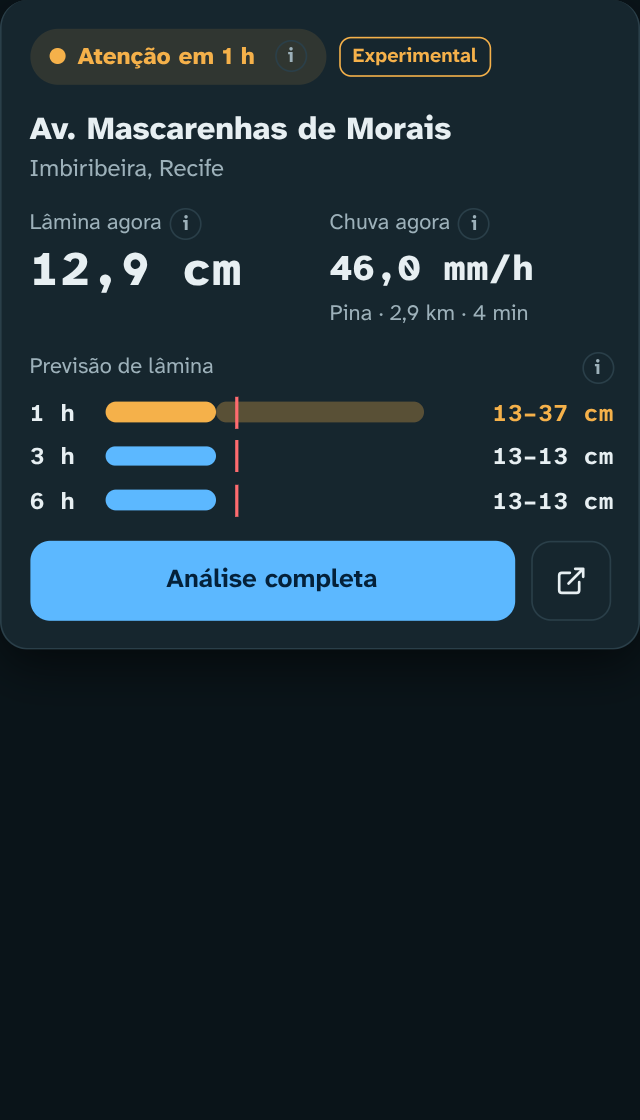 Atenção em 1 h i Experimental
Av. Mascarenhas de Morais
Imbiribeira, Recife
Lâmina agora i
12,9 cm
Chuva agora i
46,0 mm/h
Pina · 2,9 km · 4 min
Previsão de lâmina i
1 h 13–37 cm
3 h 13–13 cm
6 h 13–13 cm
Análise completa